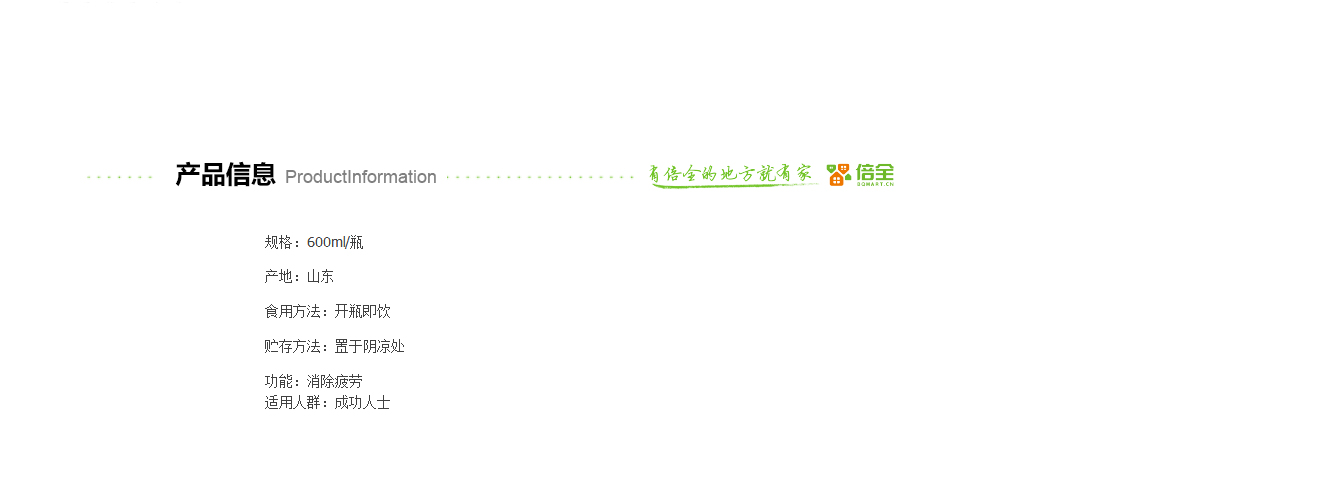 产品信息 ProductInformation 有倍全的地方就有家 倍全
BQMART.CN
规格：600ml/瓶
产地：山东
食用方法：开瓶即饮
贮存方法：置于阴凉处
功能：消除疲劳
适用人群：成功人士